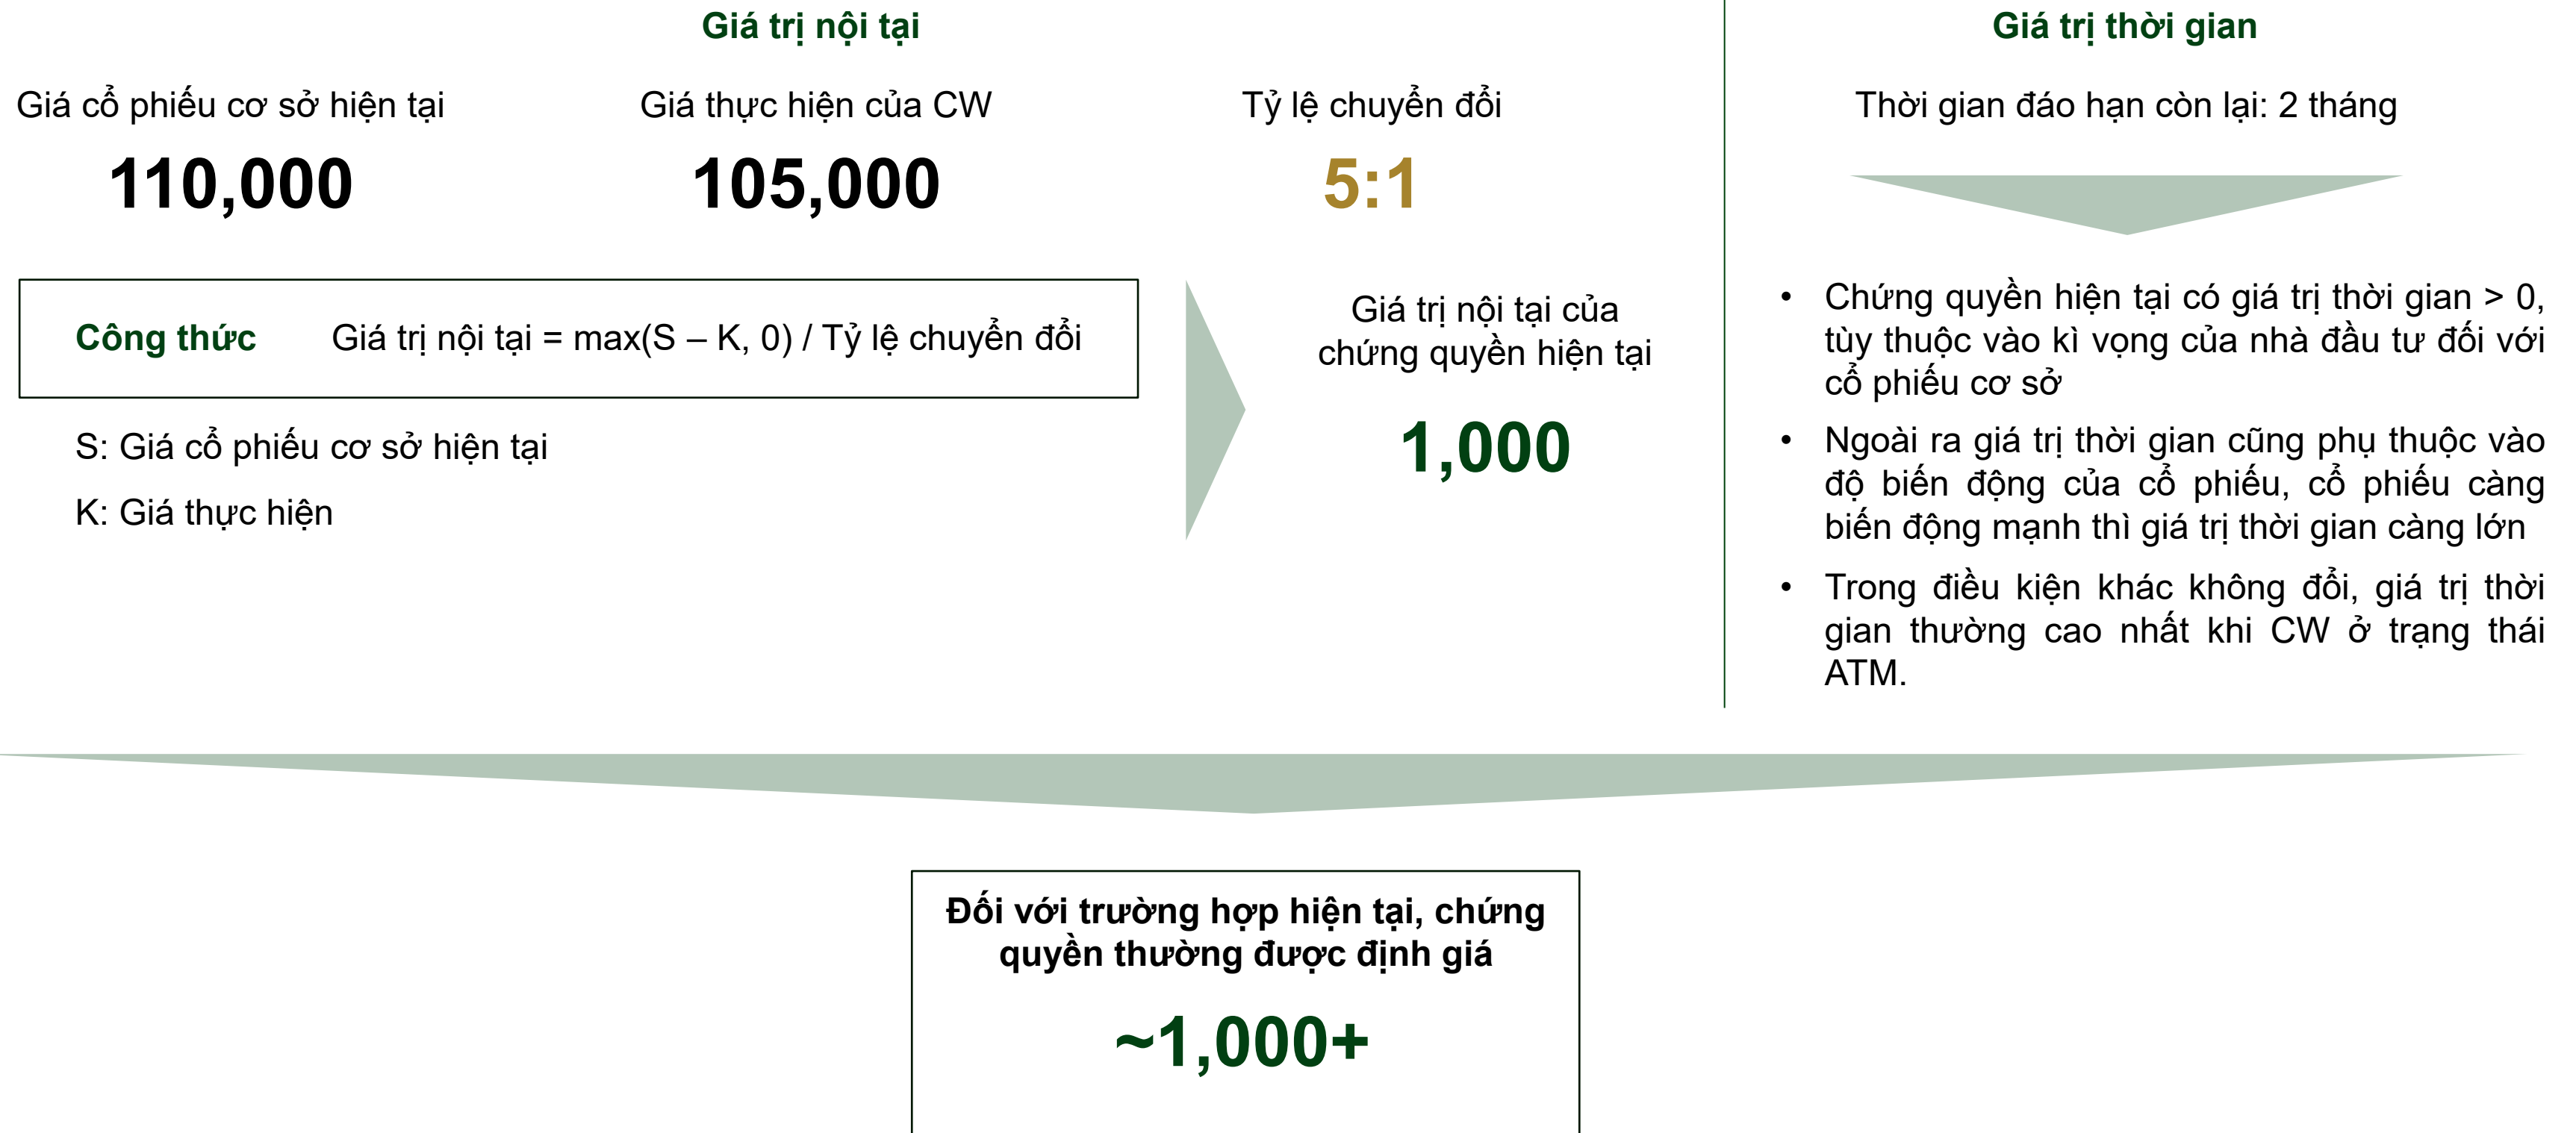 Giá trị nội tại
Giá cổ phiếu cơ sở hiện tại
110,000
Giá thực hiện của CW
105,000
Tỷ lệ chuyển đổi
5:1
Công thức Giá trị nội tại = max(S – K, 0) / Tỷ lệ chuyển đổi
S: Giá cổ phiếu cơ sở hiện tại
K: Giá thực hiện
Giá trị nội tại của
chứng quyền hiện tại
1,000
Giá trị thời gian
Thời gian đáo hạn còn lại: 2 tháng
• Chứng quyền hiện tại có giá trị thời gian > 0,
tùy thuộc vào kì vọng của nhà đầu tư đối với
cổ phiếu cơ sở
• Ngoài ra giá trị thời gian cũng phụ thuộc vào
độ biến động của cổ phiếu, cổ phiếu càng
biến động mạnh thì giá trị thời gian càng lớn
• Trong điều kiện khác không đổi, giá trị thời
gian thường cao nhất khi CW ở trạng thái
ATM.
Đối với trường hợp hiện tại, chứng
quyền thường được định giá
~1,000+